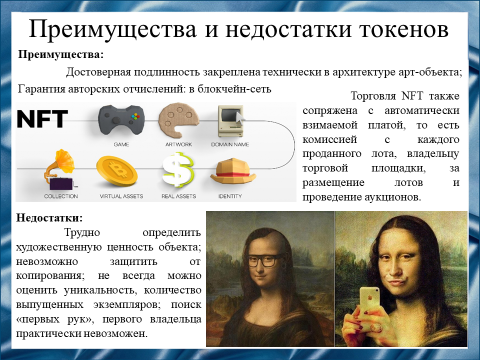 Преимущества и недостатки токенов
Преимущества:
Достоверная подлинность закреплена технически в архитектуре арт-объекта;
Гарантия авторских отчислений: в блокчейн-сеть
NFT
GAME
ARTWORK
DOMAIN NAME
COLLECTION
VIRTUAL ASSETS
REAL ASSETS
IDENTITY
Торговля NFT также
сопряжена с автоматически
взимаемой платой, то есть
комиссией с каждого
проданного лота, владельцу
торговой площадки, за
размещение лотов и
проведение аукционов.
Недостатки:
Трудно определить
художественную ценность объекта;
невозможно защитить от
копирования; не всегда можно
оценить уникальность, количество
выпущенных экземпляров; поиск
«первых рук», первого владельца
практически невозможен.